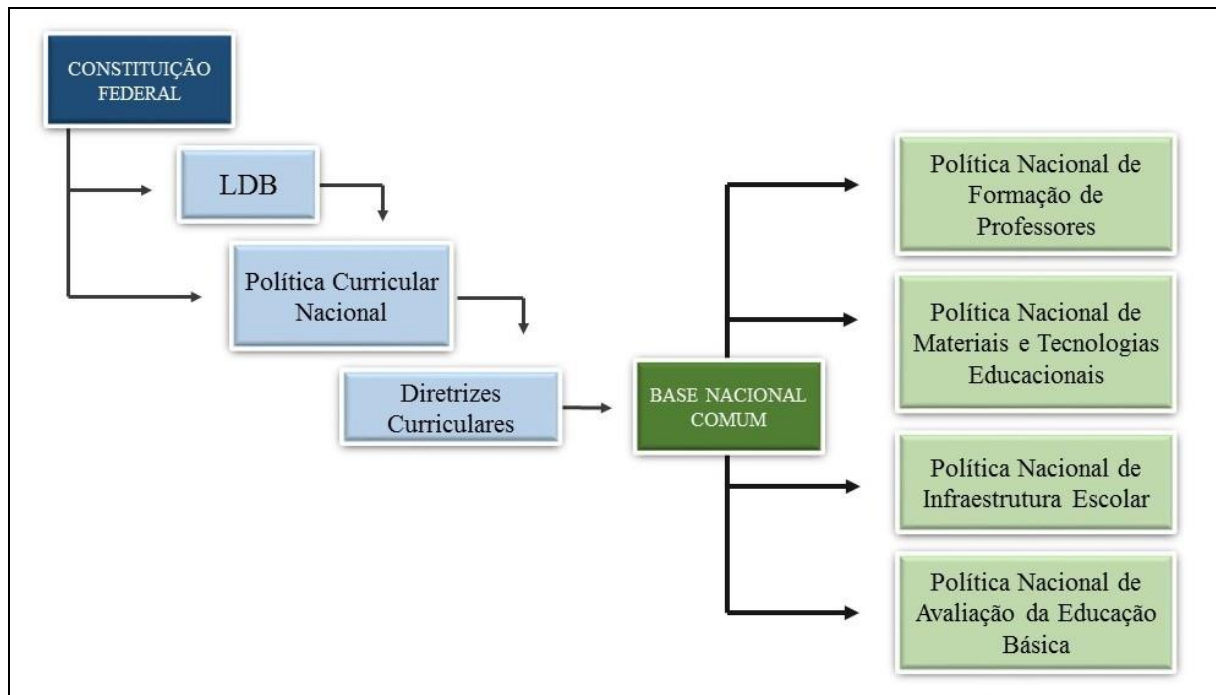 CONSTITUIÇÃO
FEDERAL
LDB
Política Curricular
Nacional
Diretrizes
Curriculares
BASE NACIONAL
COMUM
Política Nacional de
Formação de
Professores
Política Nacional de
Materiais e Tecnologias
Educacionais
Política Nacional de
Infraestrutura Escolar
Política Nacional de
Avaliação da Educação
Básica